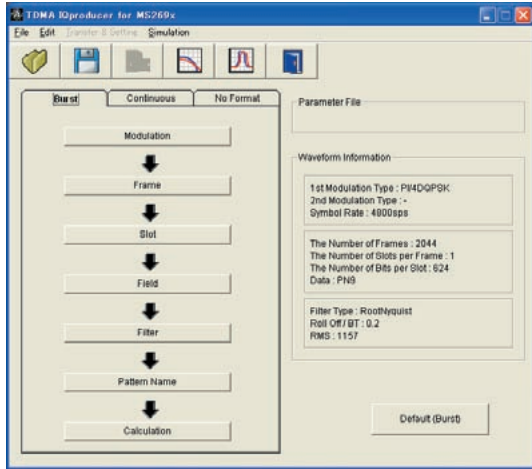 TDMA IQproducer for MS269x
File Edit Transfer & Setting Simulation
Burst Continuous No Format
Modulation
Frame
Slot
Field
Filter
Pattern Name
Calculation
Parameter File
Waveform Information
1st Modulation Type : PI/4DQPSK
2nd Modulation Type : -
Symbol Rate : 4800sps
The Number of Frames : 2044
The Number of Slots per Frame : 1
The Number of Bits per Slot : 624
Data : PN9
Filter Type : RootNyquist
Roll Off / BT : 0.2
RMS : 1157
Default (Burst)